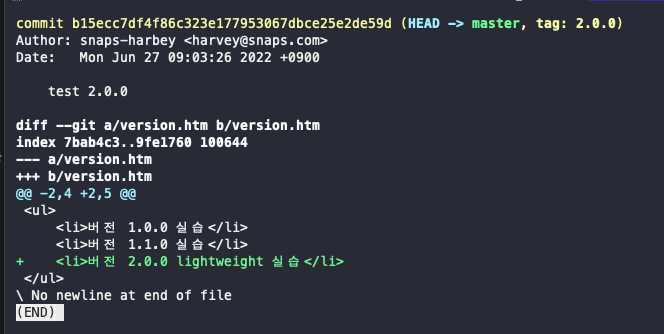 commit b15ecc7df4f86c323e177953067dbce25e2de59d (HEAD -> master, tag: 2.0.0)
Author: snaps-harbey <harvey@snaps.com>
Date:   Mon Jun 27 09:03:26 2022 +0900

    test 2.0.0

diff --git a/version.htm b/version.htm
index 7bab4c3..9fe1760 100644
--- a/version.htm
+++ b/version.htm
@@ -2,4 +2,5 @@
 <ul>
     <li>버전 1.0.0 실습</li>
     <li>버전 1.1.0 실습</li>
+    <li>버전 2.0.0 lightweight 실습</li>
 </ul>
\ No newline at end of file
(END)